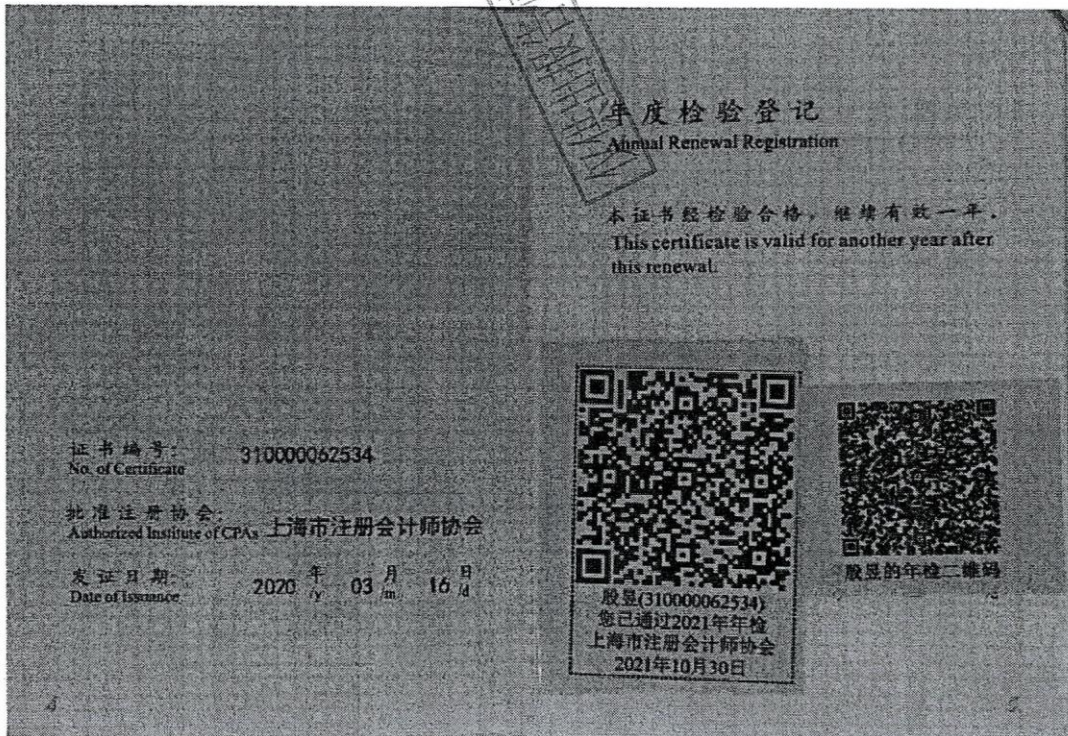 年度检验登记
Annual Renewal Registration
本证书经检验合格，继续有效一年．
This certificate is valid for another year after
this renewal.
证书编号：
No. of Certificate
310000062534
批准注册协会：
Authorized Institute of CPAs
上海市注册会计师协会
发证日期：
Date of Issuance
2020 年/y 03 月/m 16 日/d
殷昱(310000062534)
您已通过2021年年检
上海市注册会计师协会
2021年10月30日
殷昱的年检二维码
4
5